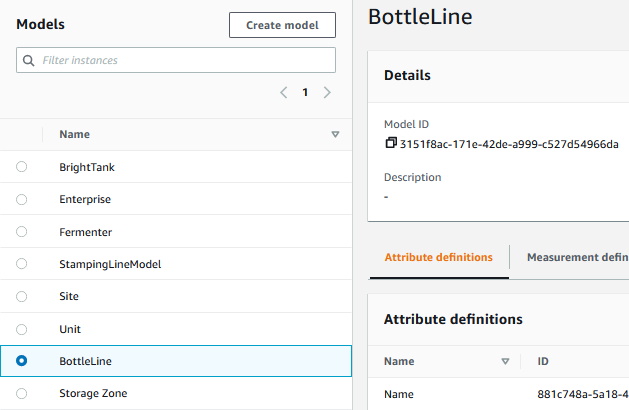 Models
Create model
Filter instances
1
Name
BrightTank
Enterprise
Fermenter
StampingLineModel
Site
Unit
BottleLine
Storage Zone
BottleLine
Details
Model ID
3151f8ac-171e-42de-a999-c527d54966da
Description
-
Attribute definitions
Measurement defin
Attribute definitions
Name
ID
Name
881c748a-5a18-4